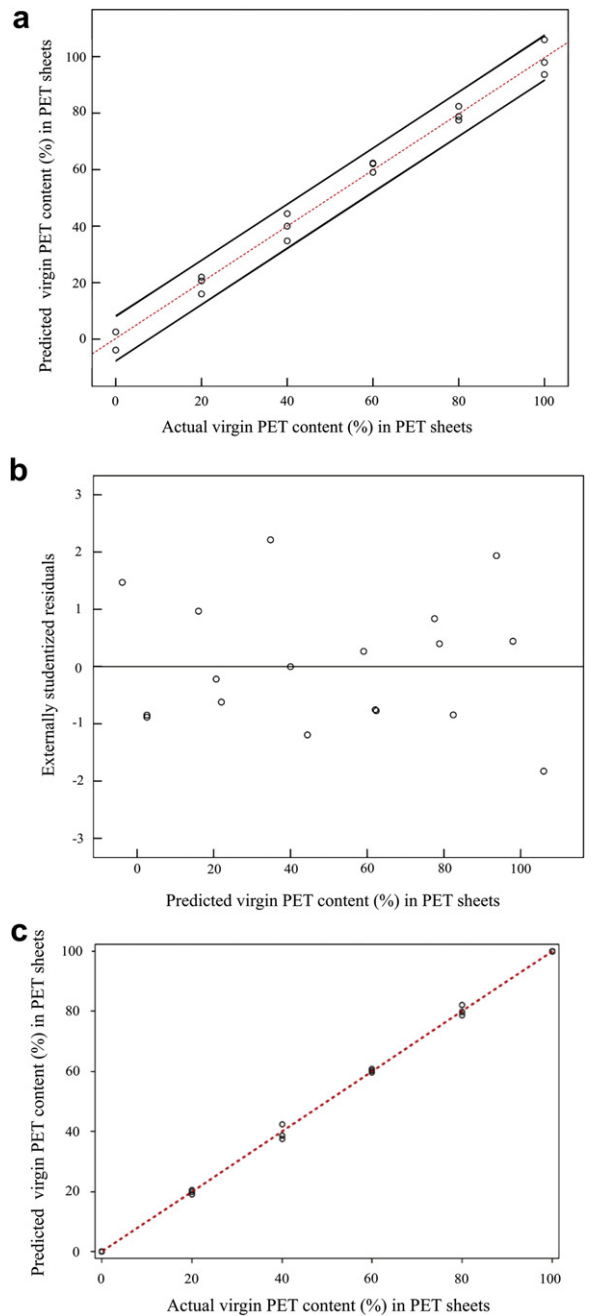 a
Predicted virgin PET content (%) in PET sheets
100
80
60
40
20
0
0 20 40 60 80 100
Actual virgin PET content (%) in PET sheets
b
Externally studentized residuals
3
2
1
0
-1
-2
-3
0 20 40 60 80 100
Predicted virgin PET content (%) in PET sheets
c
Predicted virgin PET content (%) in PET sheets
100
80
60
40
20
0
0 20 40 60 80 100
Actual virgin PET content (%) in PET sheets